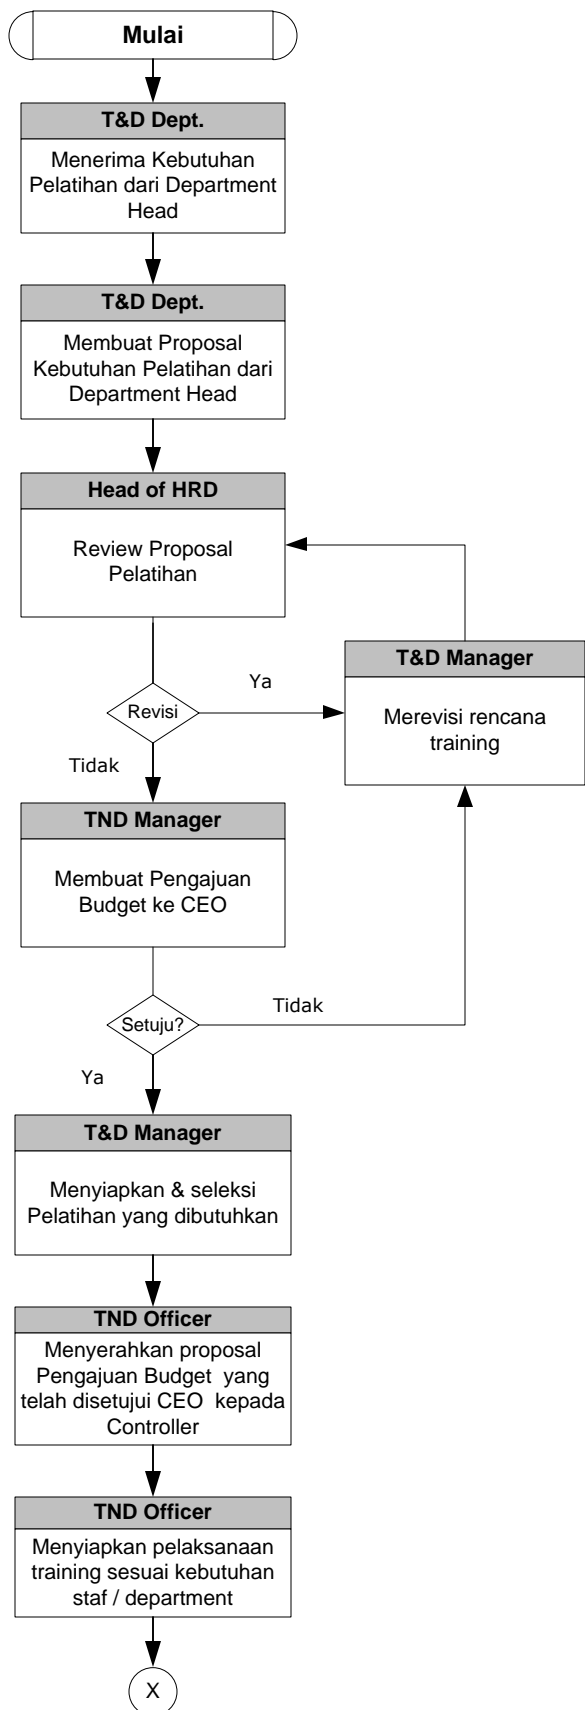 Mulai
T&D Dept.
Menerima Kebutuhan
Pelatihan dari Department
Head
T&D Dept.
Membuat Proposal
Kebutuhan Pelatihan dari
Department Head
Head of HRD
Review Proposal
Pelatihan
T&D Manager
Merevisi rencana
training
Revisi
Ya
Tidak
TND Manager
Membuat Pengajuan
Budget ke CEO
Setuju?
Tidak
Ya
T&D Manager
Menyiapkan & seleksi
Pelatihan yang dibutuhkan
TND Officer
Menyerahkan proposal
Pengajuan Budget yang
telah disetujui CEO kepada
Controller
TND Officer
Menyiapkan pelaksanaan
training sesuai kebutuhan
staf / department
X